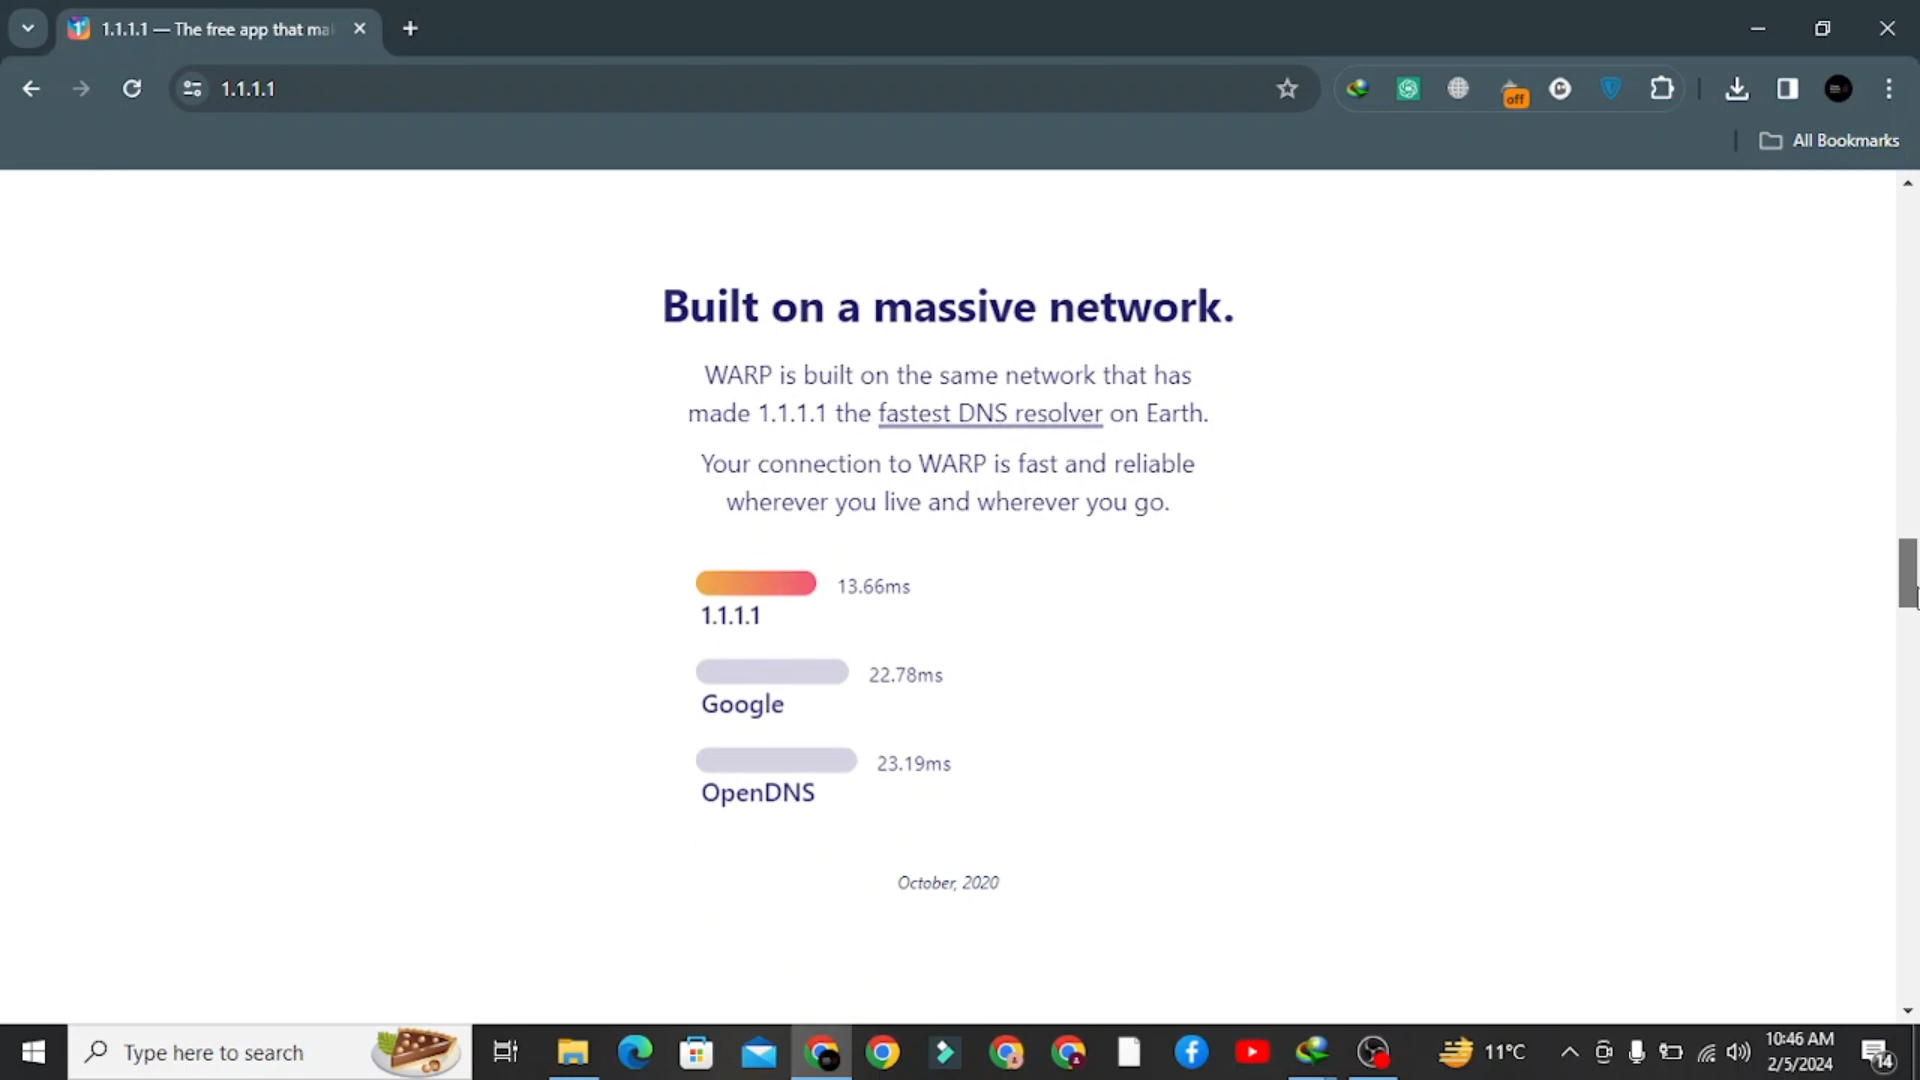 1.1.1.1 — The free app that ma
1.1.1.1
off
All Bookmarks
Built on a massive network.
WARP is built on the same network that has
made 1.1.1.1 the fastest DNS resolver on Earth.
Your connection to WARP is fast and reliable
wherever you live and wherever you go.
13.66ms
1.1.1.1
22.78ms
Google
23.19ms
OpenDNS
October, 2020
Type here to search
11°C
10:46 AM
2/5/2024
14